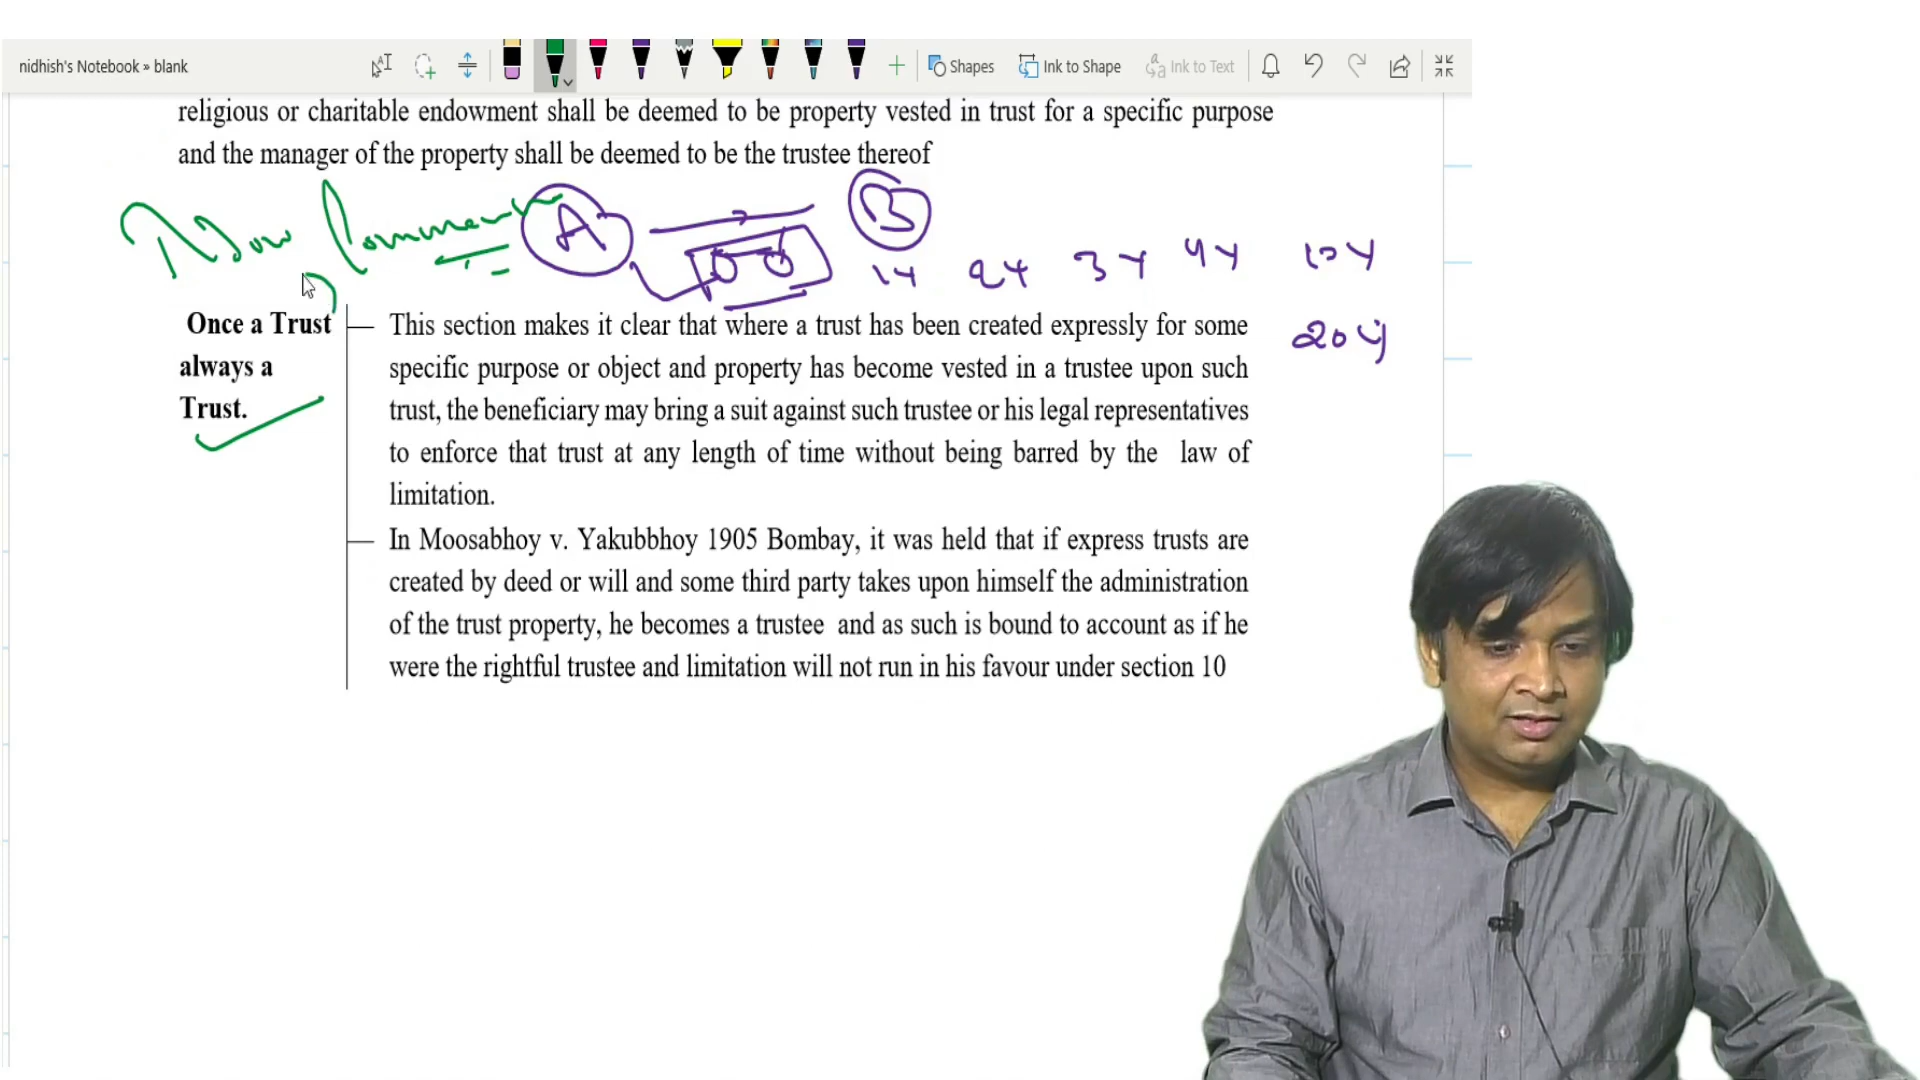 nidhish's Notebook » blank
Shapes
Ink to Shape
Ink to Text
religious or charitable endowment shall be deemed to be property vested in trust for a specific purpose
and the manager of the property shall be deemed to be the trustee thereof
A
B
1Y 2Y 3Y 4Y 10Y
20Y
Once a Trust
always a
Trust.
This section makes it clear that where a trust has been created expressly for some
specific purpose or object and property has become vested in a trustee upon such
trust, the beneficiary may bring a suit against such trustee or his legal representatives
to enforce that trust at any length of time without being barred by the law of
limitation.
In Moosabhoy v. Yakubbhoy 1905 Bombay, it was held that if express trusts are
created by deed or will and some third party takes upon himself the administration
of the trust property, he becomes a trustee and as such is bound to account as if he
were the rightful trustee and limitation will not run in his favour under section 10